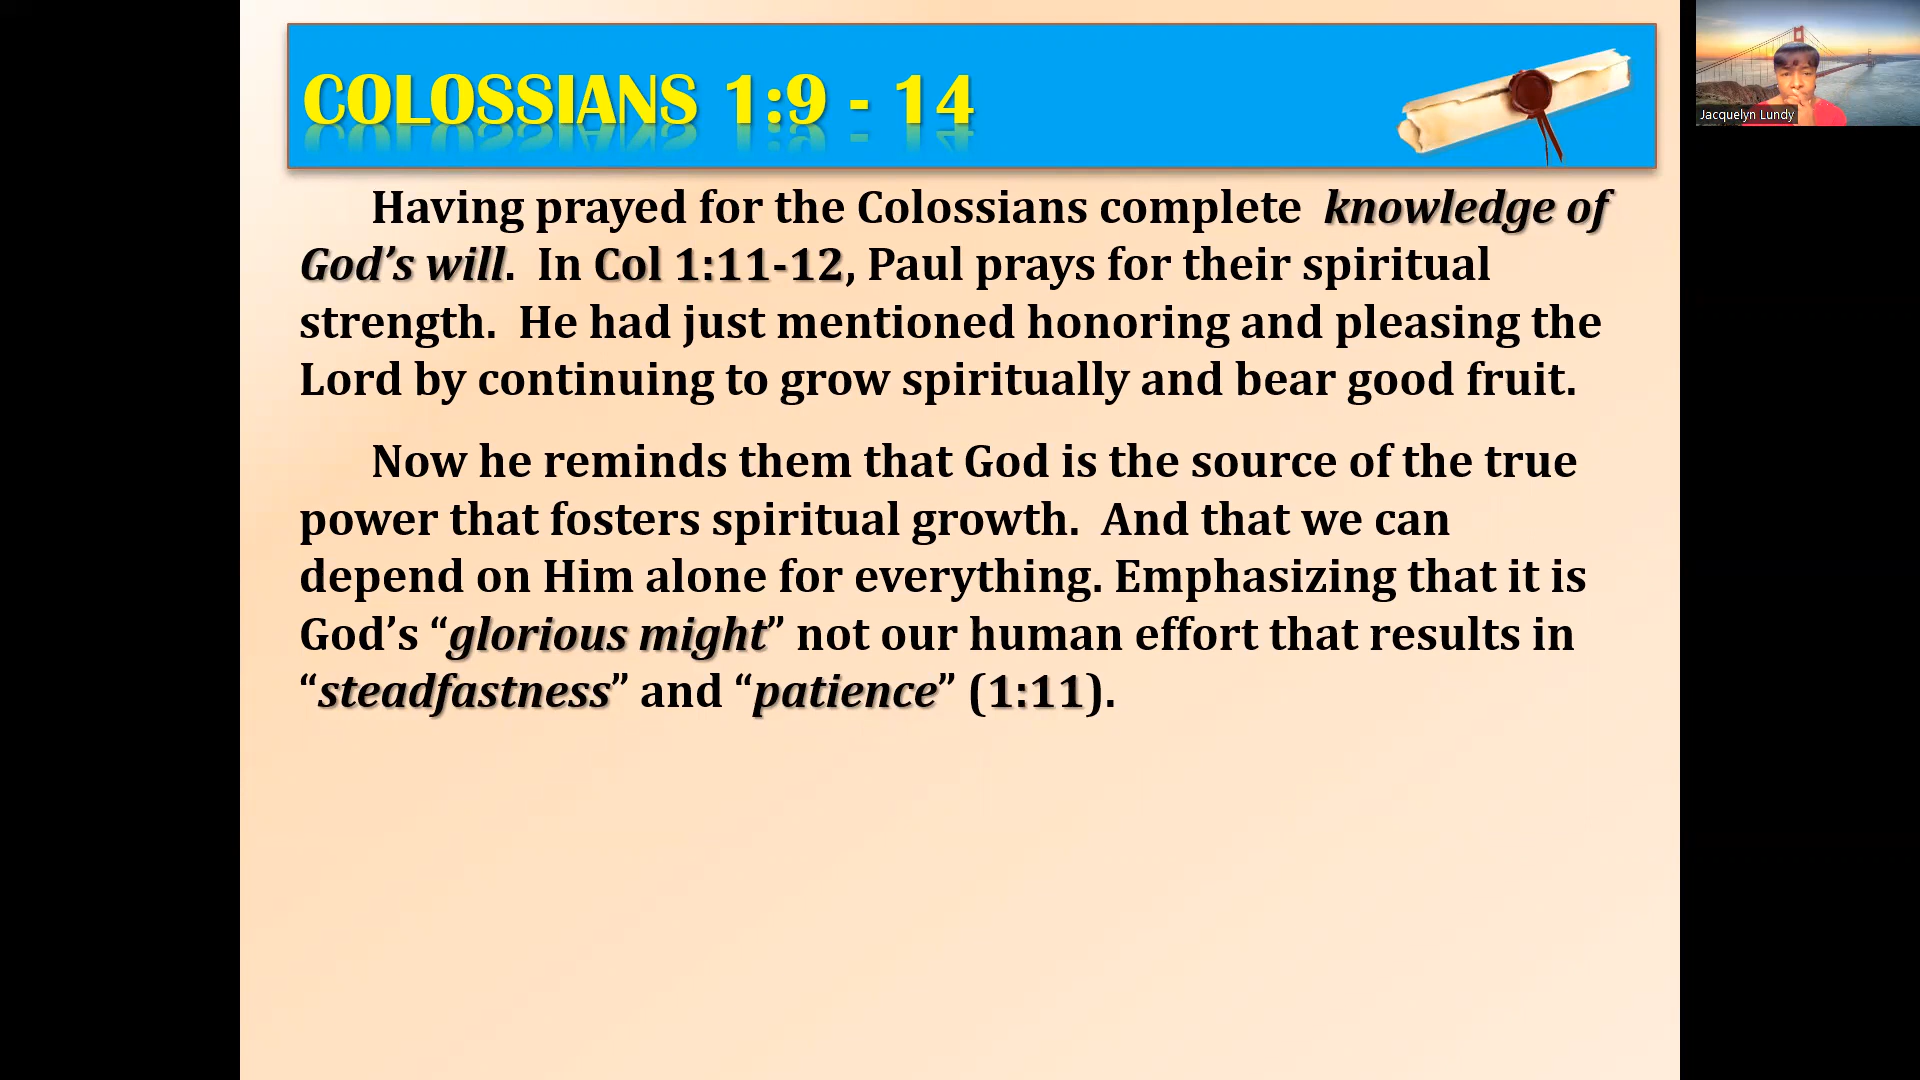 COLOSSIANS 1:9 - 14
Jacquelyn Lundy
Having prayed for the Colossians complete knowledge of
God’s will. In Col 1:11-12, Paul prays for their spiritual
strength. He had just mentioned honoring and pleasing the
Lord by continuing to grow spiritually and bear good fruit.
Now he reminds them that God is the source of the true
power that fosters spiritual growth. And that we can
depend on Him alone for everything. Emphasizing that it is
God’s “glorious might” not our human effort that results in
“steadfastness” and “patience” (1:11).